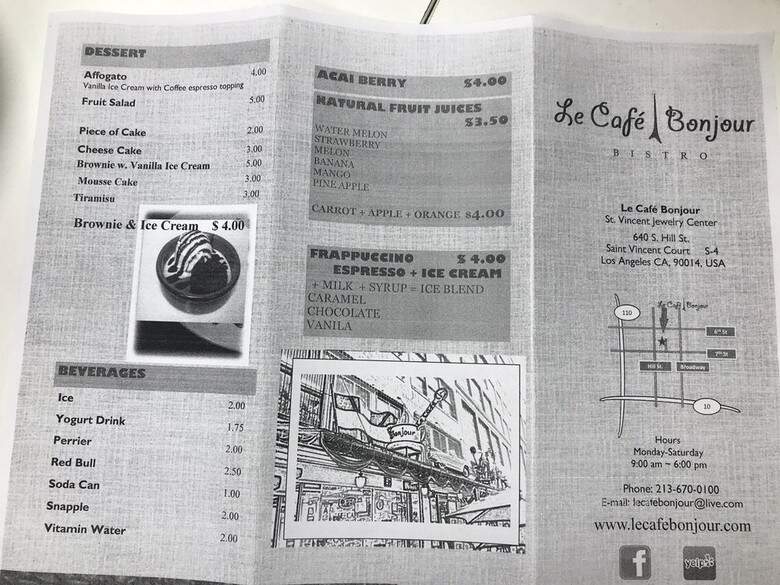 DESSERT
Affogato 4.00
Vanilla Ice Cream with Coffee espresso topping
Fruit Salad 5.00
Piece of Cake 2.00
Cheese Cake 3.00
Brownie w. Vanilla Ice Cream 5.00
Mousse Cake 3.00
Tiramisu 3.00
Brownie & Ice Cream $ 4.00
BEVERAGES
Ice 2.00
Yogurt Drink 1.75
Perrier 2.00
Red Bull 2.50
Soda Can 1.00
Snapple 2.00
Vitamin Water 2.00
ACAI BERRY $4.00
NATURAL FRUIT JUICES
$3.50
WATER MELON
STRAWBERRY
MELON
BANANA
MANGO
PINE APPLE
CARROT + APPLE + ORANGE $4.00
FRAPPUCCINO $ 4.00
ESPRESSO + ICE CREAM
+ MILK + SYRUP = ICE BLEND
CARAMEL
CHOCOLATE
VANILA
Bonjour
Le Café Bonjour
BISTRO
Le Café Bonjour
St. Vincent Jewelry Center
640 S. Hill St.
Saint Vincent Court S-4
Los Angeles CA, 90014, USA
Le Café Bonjour
110
6th St
7th St
Hill St. Broadway
10
Hours
Monday-Saturday
9:00 am ~ 6:00 pm
Phone: 213-670-0100
E-mail: lecafebonjour@live.com
www.lecafebonjour.com
f yelp